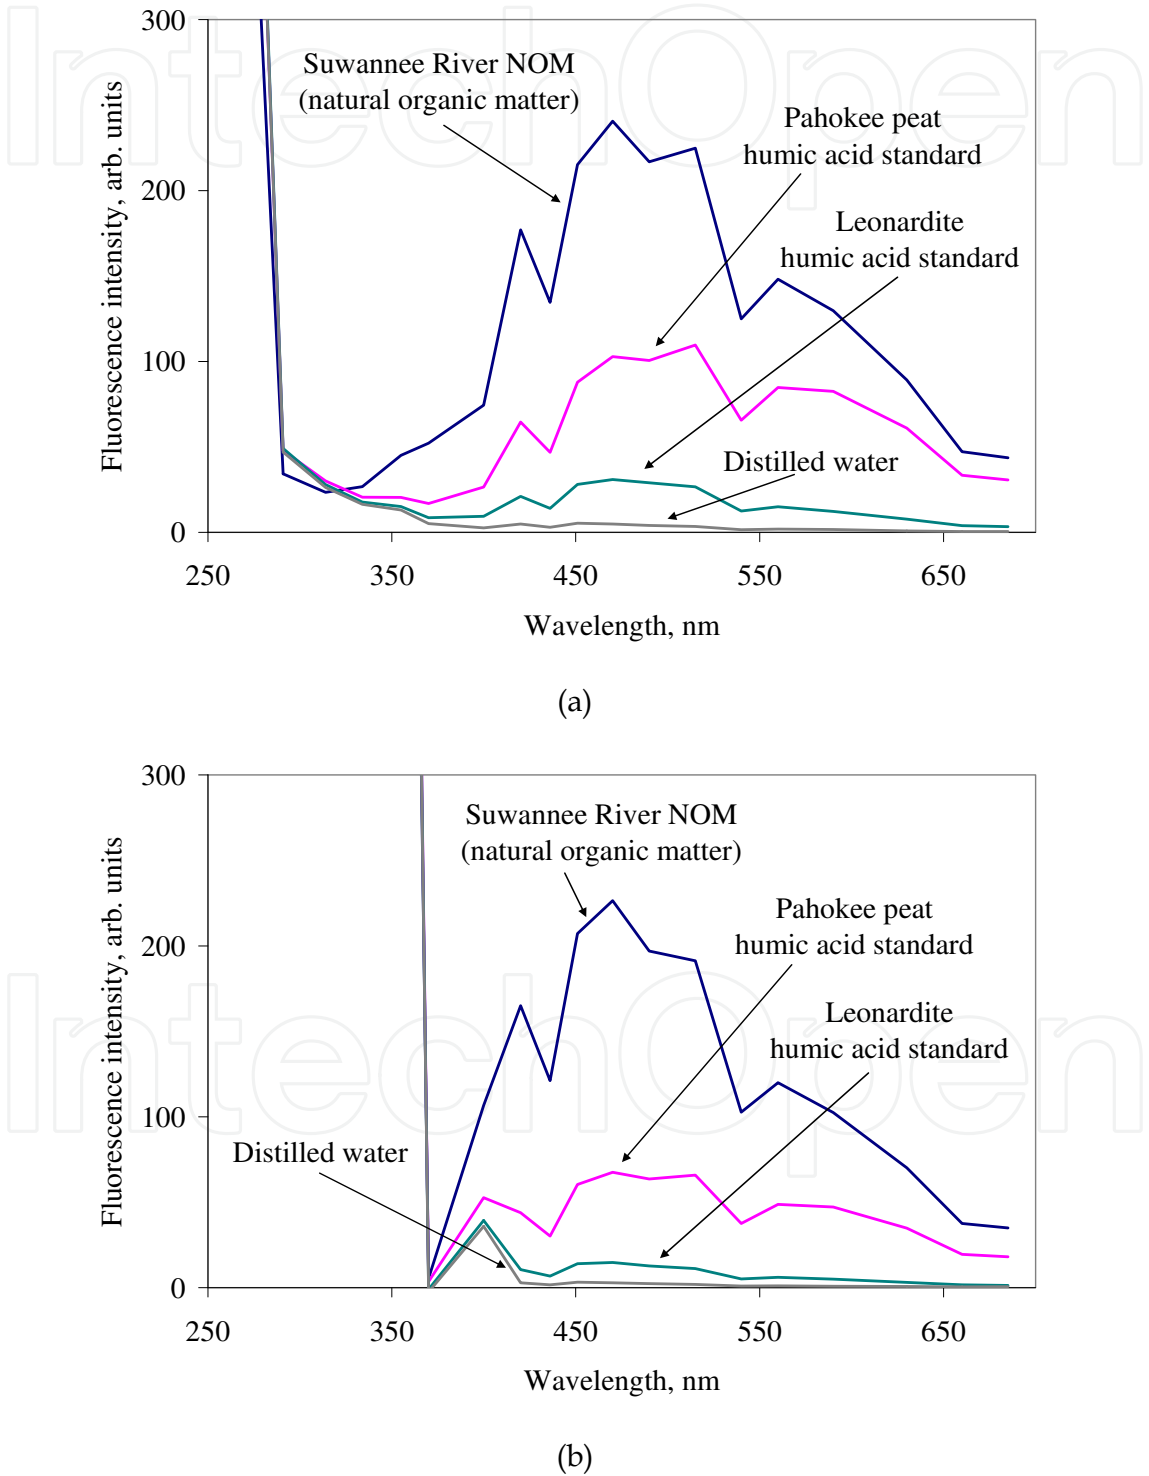 300
Suwannee River NOM
(natural organic matter)
Pahokee peat
humic acid standard
200
Leonardite
humic acid standard
Fluorescence intensity, arb. units
100
Distilled water
0
250 350 450 550 650
Wavelength, nm
(a)
300
Suwannee River NOM
(natural organic matter)
Pahokee peat
humic acid standard
200
Leonardite
humic acid standard
Fluorescence intensity, arb. units
100
Distilled water
0
250 350 450 550 650
Wavelength, nm
(b)
IntechOpen
IntechOpen